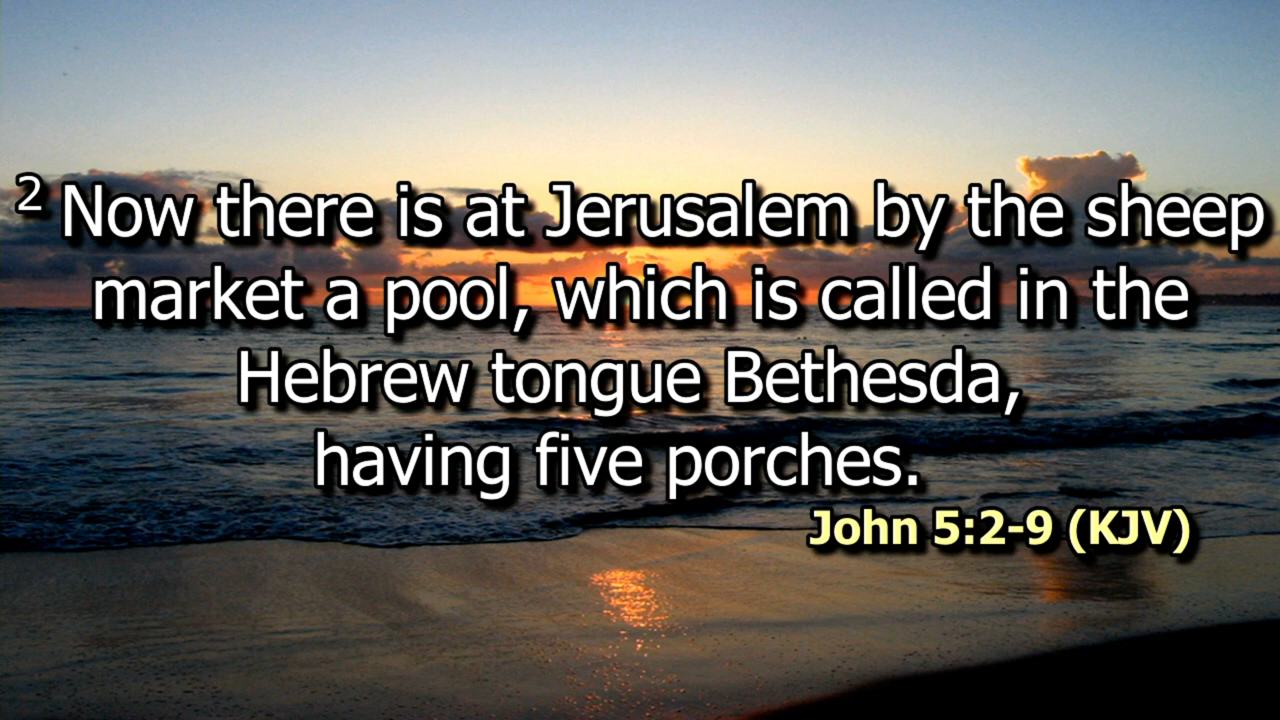 2 Now there is at Jerusalem by the sheep
market a pool, which is called in the
Hebrew tongue Bethesda,
having five porches.
John 5:2-9 (KJV)